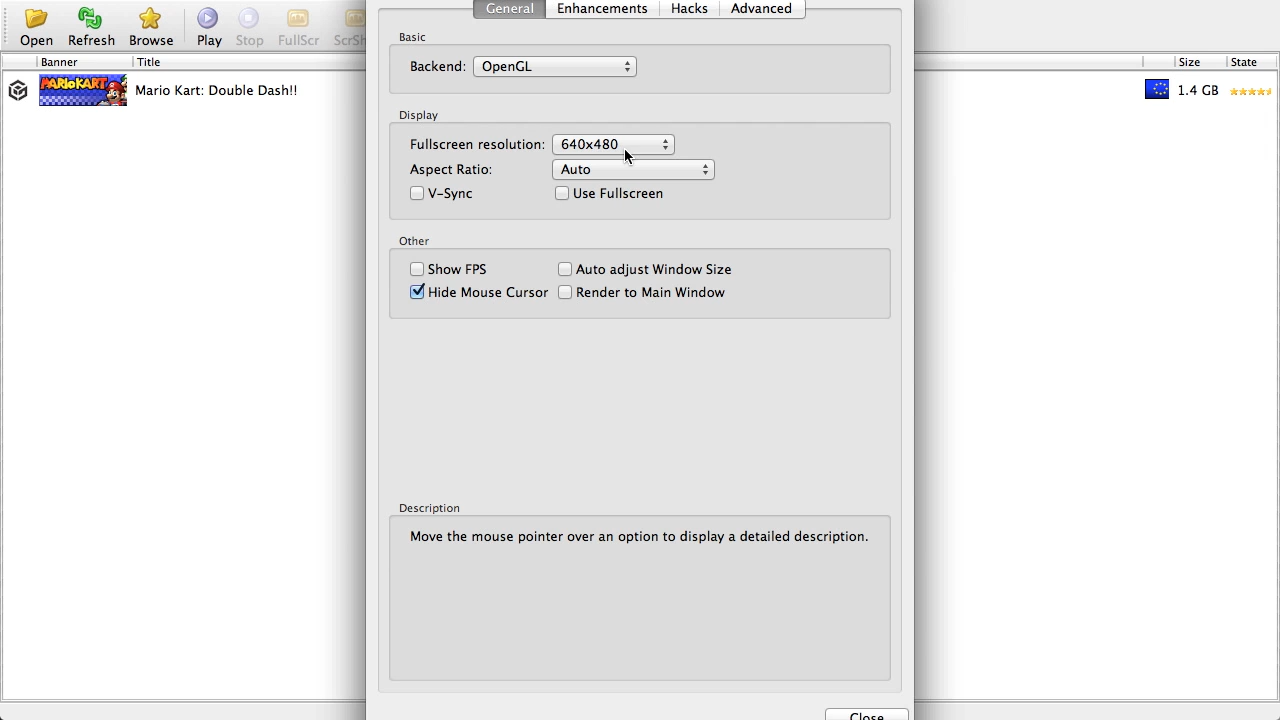 General Enhancements Hacks Advanced
Open Refresh Browse Play Stop FullScr ScrSh
Basic
Banner Title Size State
Backend: OpenGL
MARIOKART Mario Kart: Double Dash!! 1.4 GB
Display
Fullscreen resolution: 640x480
Aspect Ratio: Auto
V-Sync Use Fullscreen
Other
Show FPS Auto adjust Window Size
Hide Mouse Cursor Render to Main Window
Description
Move the mouse pointer over an option to display a detailed description.
Close